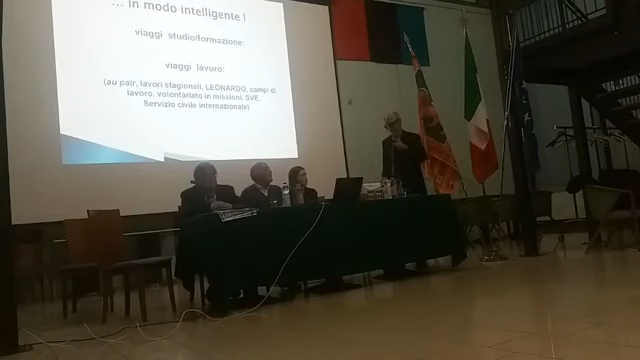 ... in modo intelligente !
viaggi studio/formazione:
viaggi lavoro:
(au pair, lavori stagionali, LEONARDO, campi di
lavoro, volontariato in missioni, SVE,
Servizio civile internazionale)